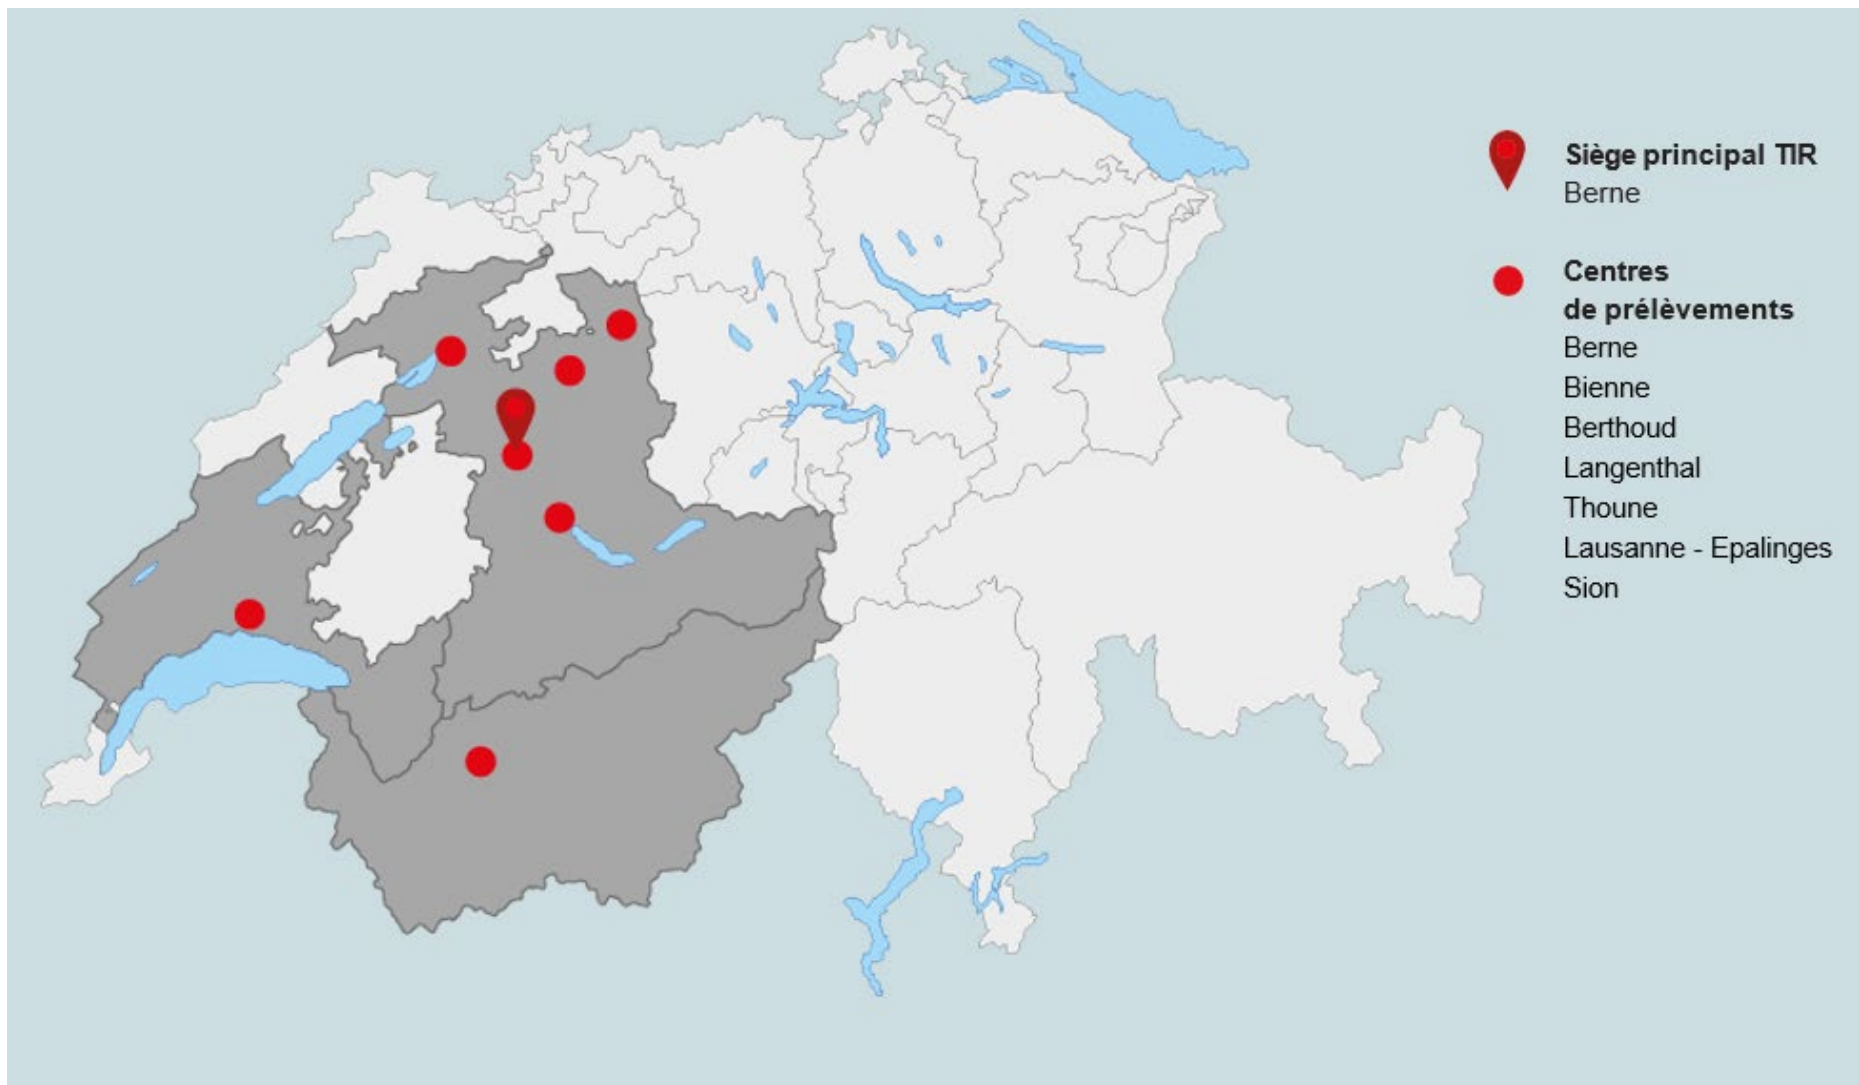 Siège principal TIR
Berne
Centres
de prélèvements
Berne
Bienne
Berthoud
Langenthal
Thoune
Lausanne - Epalinges
Sion